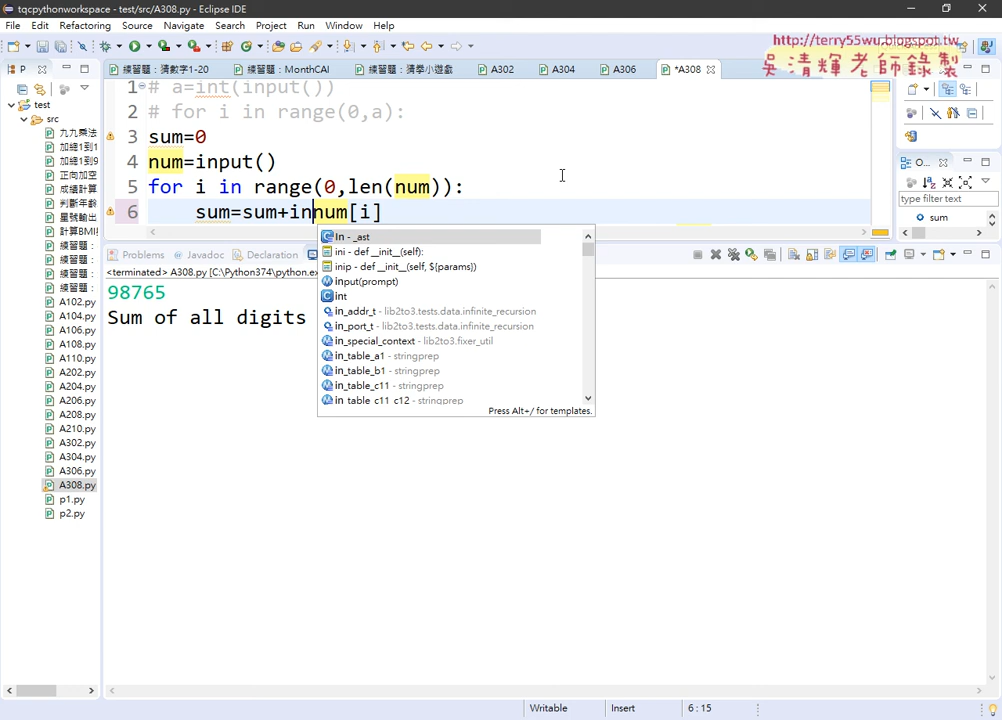 tqcpythonworkspace - test/src/A308.py - Eclipse IDE
File Edit Refactoring Source Navigate Search Project Run Window Help
http://terry55wu.blogspot.tw
吳清輝老師錄製
P
練習題：猜數字1-20
練習題：MonthCAl
練習題：猜拳小遊戲
A302
A304
A306
*A308
test
src
九九乘法
加總1到1
加總1到9
正向加空
成績計算
判斷年齡
星號輸出
計算BMI
練習題：
練習題：
練習題：
練習題：
A102.py
A104.py
A106.py
A108.py
A110.py
A202.py
A204.py
A206.py
A208.py
A210.py
A302.py
A304.py
A306.py
A308.py
p1.py
p2.py
1 # a=int(input())
2 # for i in range(0,a):
3 sum=0
4 num=input()
5 for i in range(0,len(num)):
6 sum=sum+innum[i]
In - _ast
ini - def __init__(self):
inip - def __init__(self, ${params})
input(prompt)
int
in_addr_t - lib2to3.tests.data.infinite_recursion
in_port_t - lib2to3.tests.data.infinite_recursion
in_special_context - lib2to3.fixer_util
in_table_a1 - stringprep
in_table_b1 - stringprep
in_table_c11 - stringprep
in_table_c11_c12 - stringprep
Press Alt+/ for templates.
O...
type filter text
sum
Problems Javadoc Declaration
<terminated> A308.py [C:\Python374\python.ex
98765
Sum of all digits
Writable Insert 6 : 15